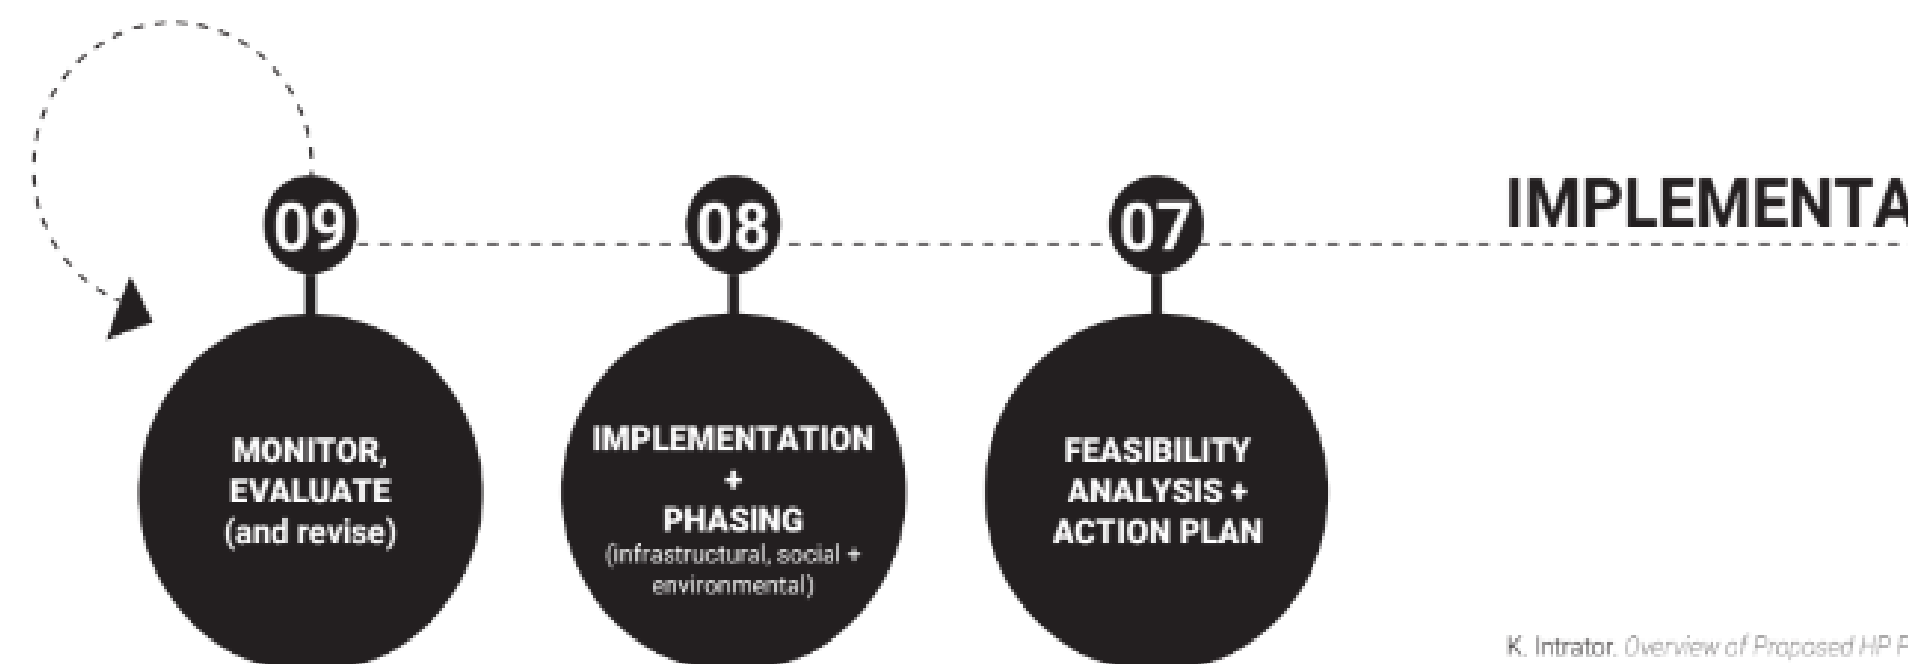 09
08
07
IMPLEMENTA
MONITOR,
EVALUATE
(and revise)
IMPLEMENTATION
+
PHASING
(infrastructural, social +
environmental)
FEASIBILITY
ANALYSIS +
ACTION PLAN
K. Intrator. Overview of Proposed HP P